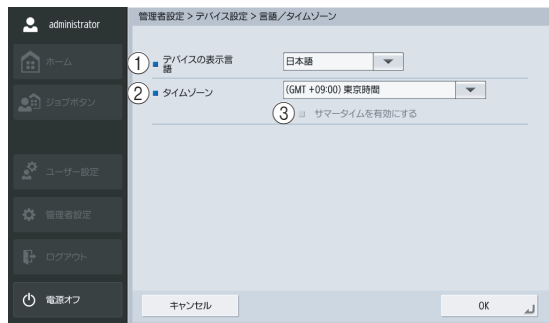 administrator
管理者設定 > デバイス設定 > 言語／タイムゾーン
ホーム
ジョブボタン
ユーザー設定
管理者設定
ログアウト
電源オフ
1 デバイスの表示言
語
日本語
2 タイムゾーン
(GMT +09:00) 東京時間
3 サマータイムを有効にする
キャンセル
OK